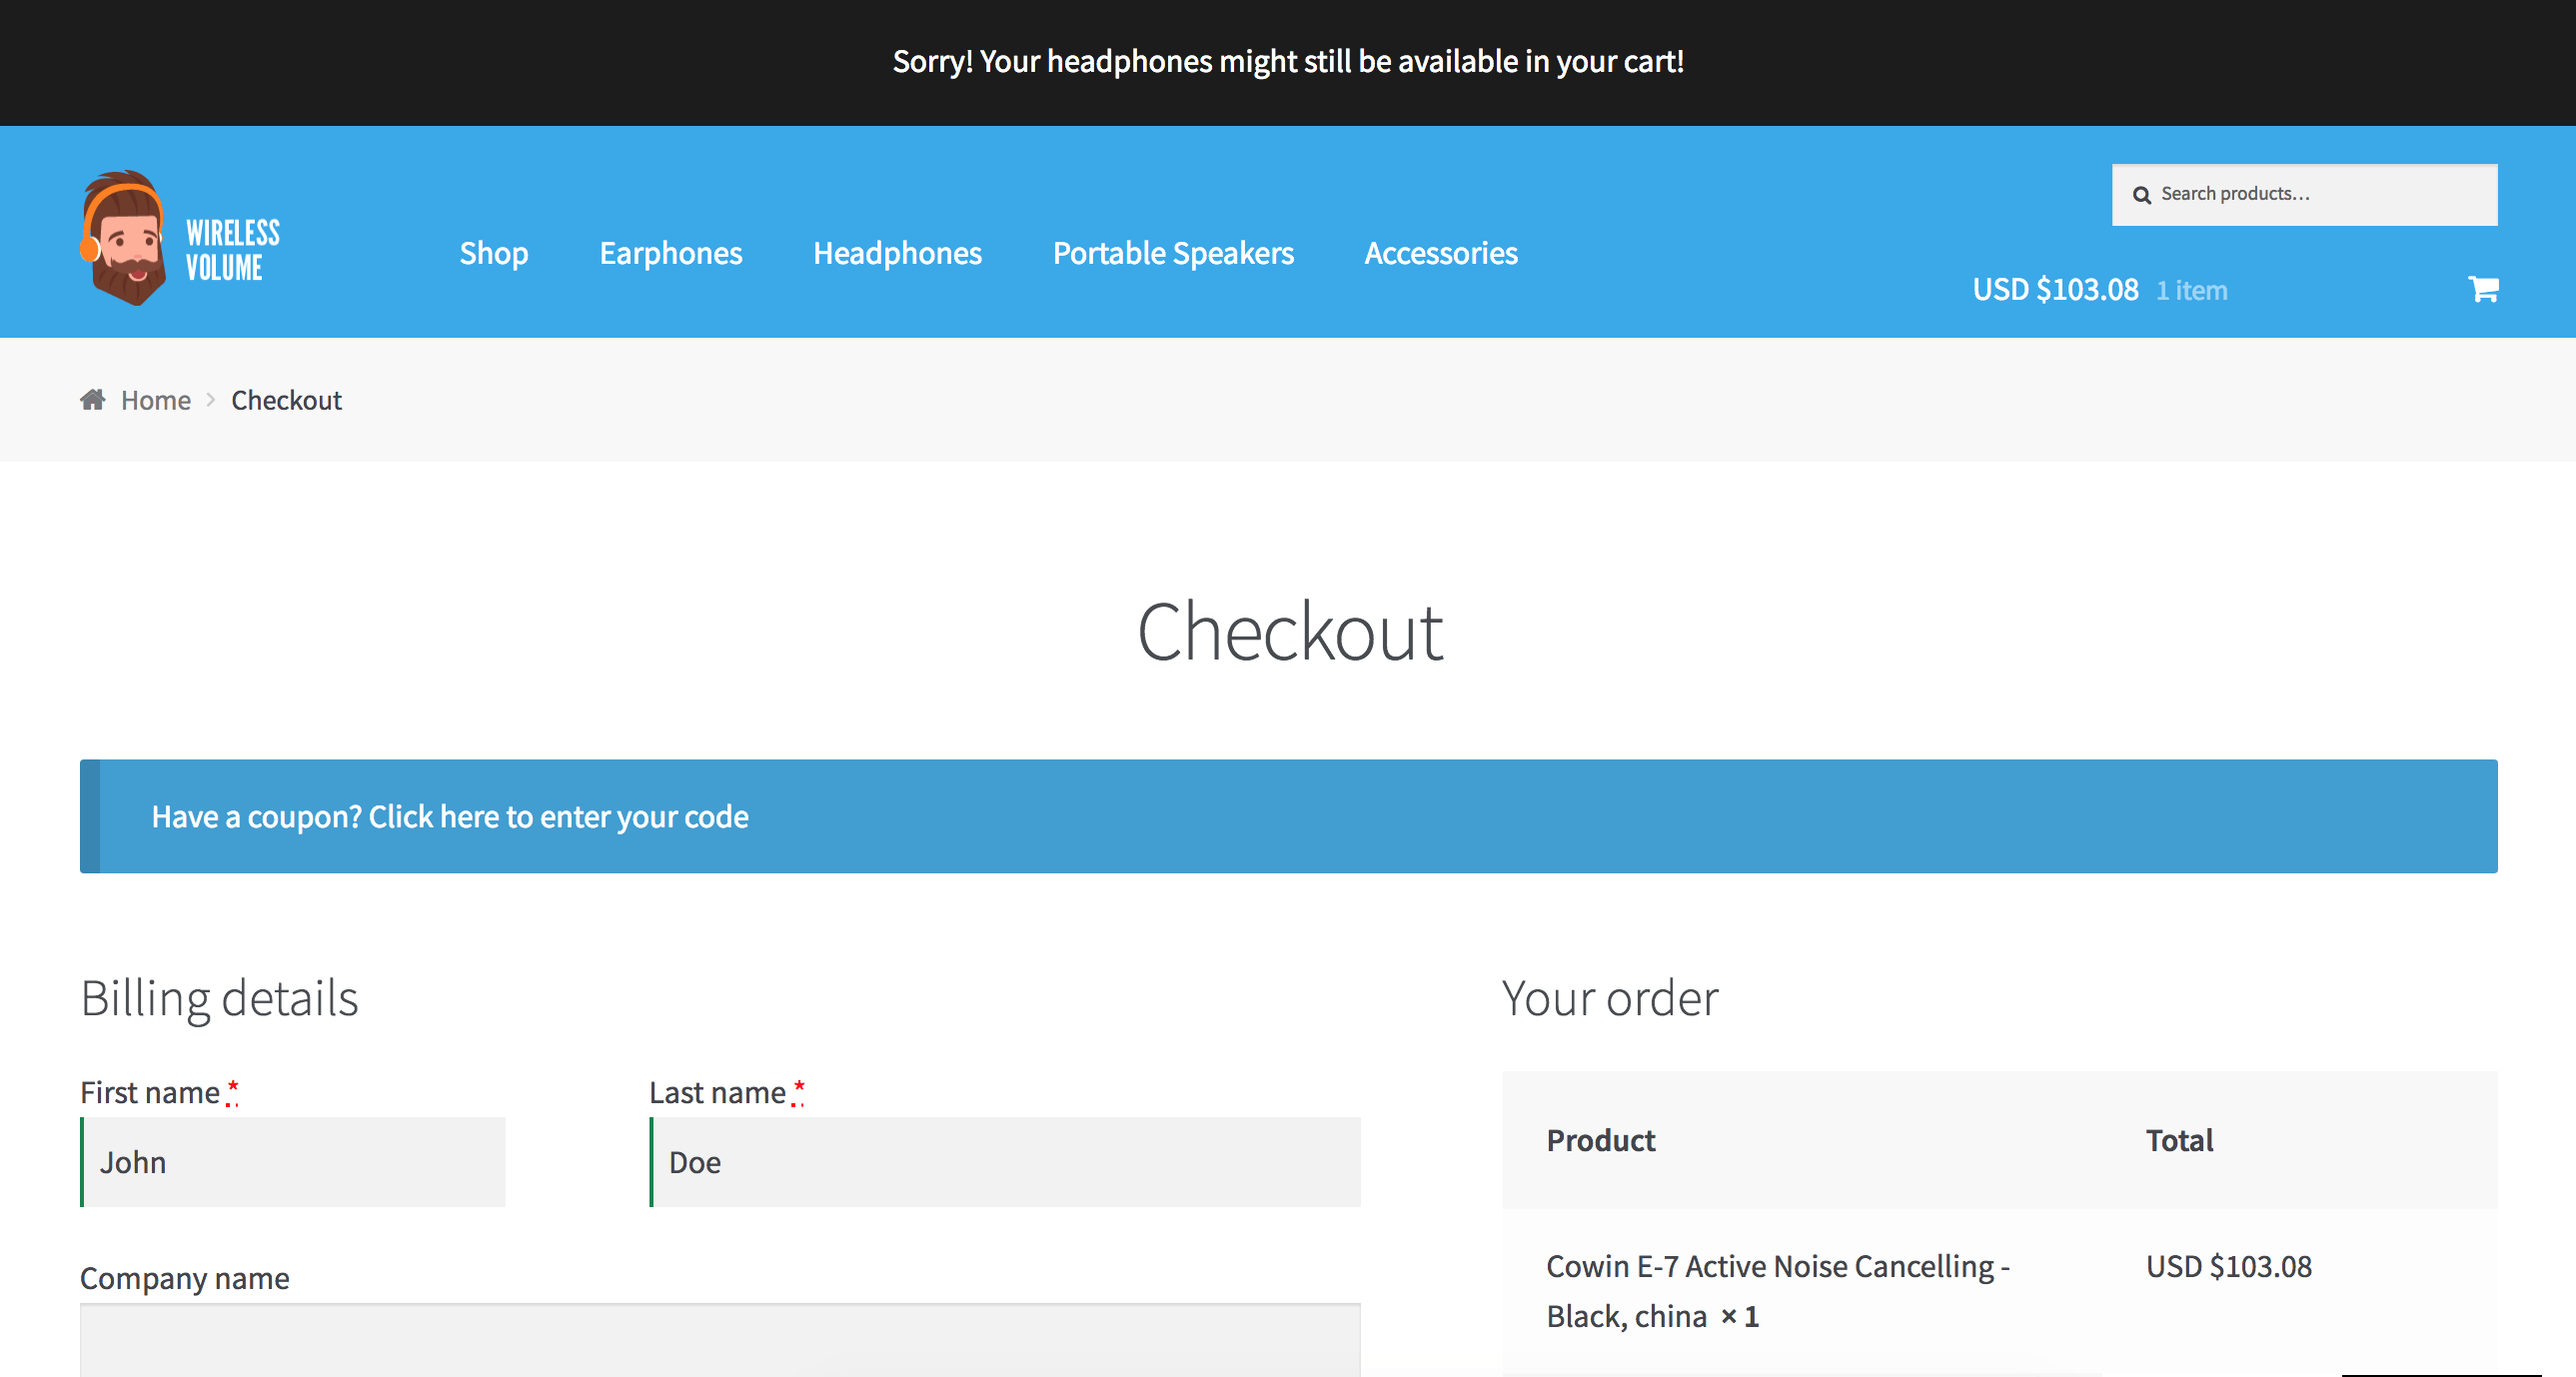 Sorry! Your headphones might still be available in your cart!
Search products...
WIRELESS
VOLUME
Shop Earphones Headphones Portable Speakers Accessories
USD $103.08 1 item
Home > Checkout
Checkout
Have a coupon? Click here to enter your code
Billing details
Your order
First name * Last name *
John Doe
Product Total
Company name
Cowin E-7 Active Noise Cancelling - USD $103.08
Black, china × 1